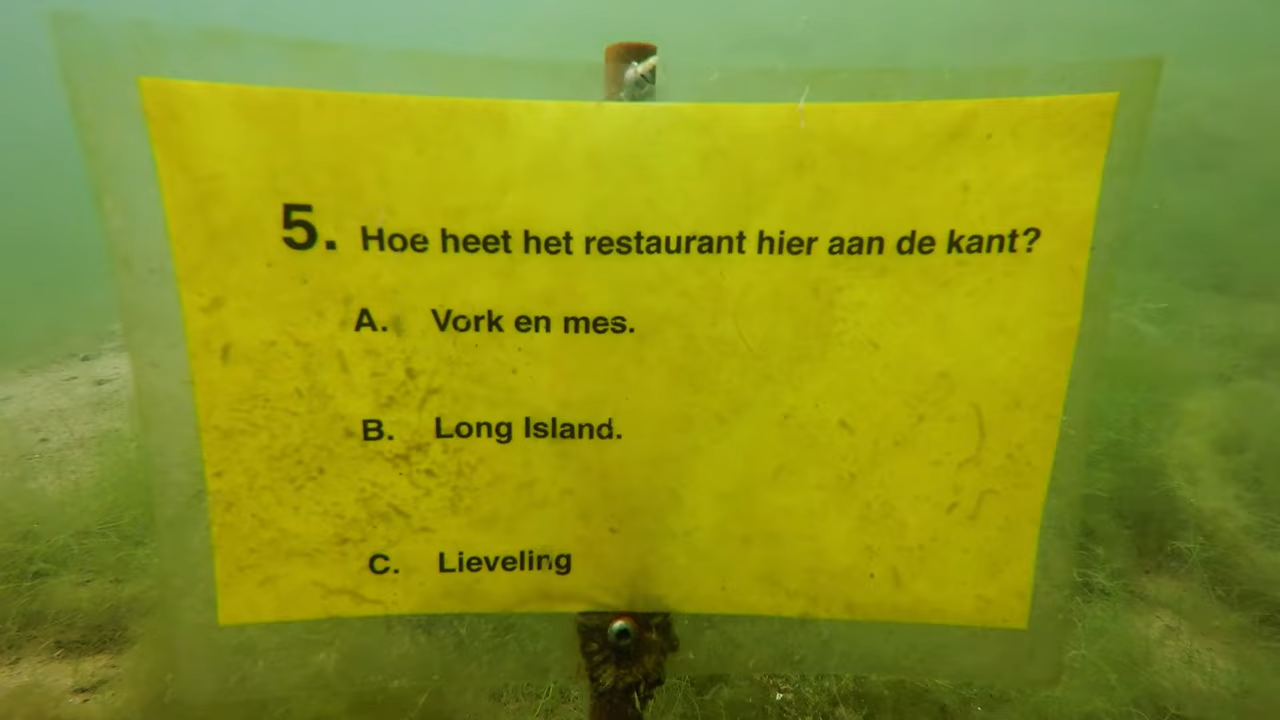 5. Hoe heet het restaurant hier aan de kant?
A. Vork en mes.
B. Long Island.
C. Lieveling